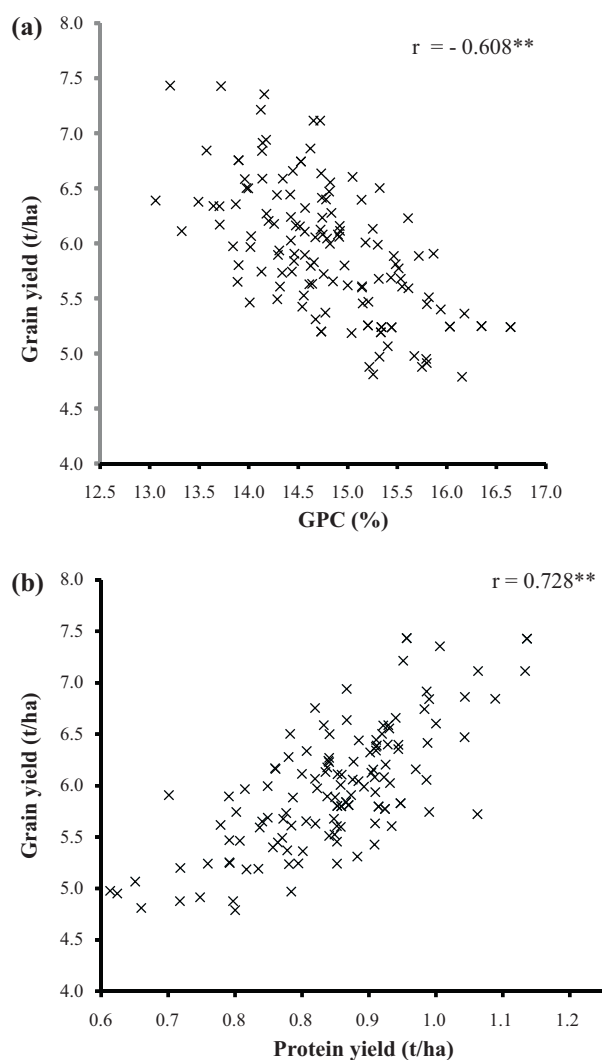 (a)
r = - 0.608**
8.0
7.5
7.0
6.5
6.0
5.5
5.0
4.5
4.0
Grain yield (t/ha)
12.5 13.0 13.5 14.0 14.5 15.0 15.5 16.0 16.5 17.0
GPC (%)
(b)
r = 0.728**
8.0
7.5
7.0
6.5
6.0
5.5
5.0
4.5
4.0
Grain yield (t/ha)
0.6 0.7 0.8 0.8 0.9 1.0 1.1 1.2
Protein yield (t/ha)